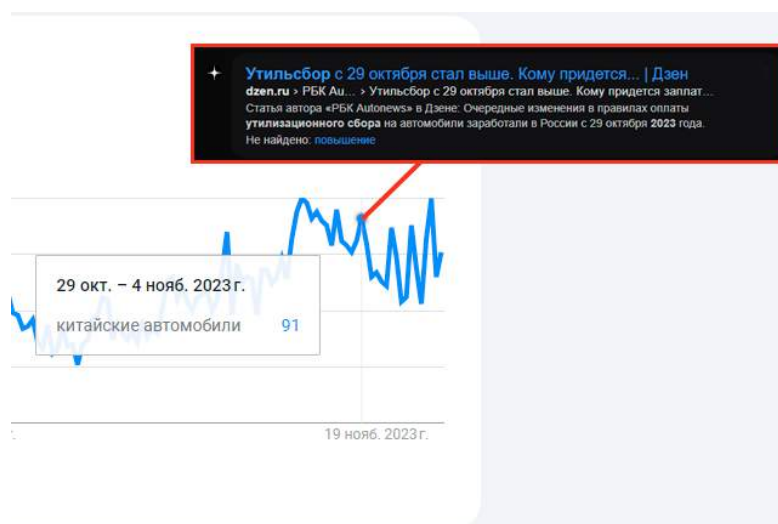 Утильсбор с 29 октября стал выше. Кому придется... | Дзен
dzen.ru › РБК Au... › Утильсбор с 29 октября стал выше. Кому придется заплат...
Статья автора «РБК Autonews» в Дзене: Очередные изменения в правилах оплаты
утилизационного сбора на автомобили заработали в России с 29 октября 2023 года.
Не найдено: повышение
29 окт. – 4 нояб. 2023 г.
китайские автомобили 91
19 нояб. 2023 г.